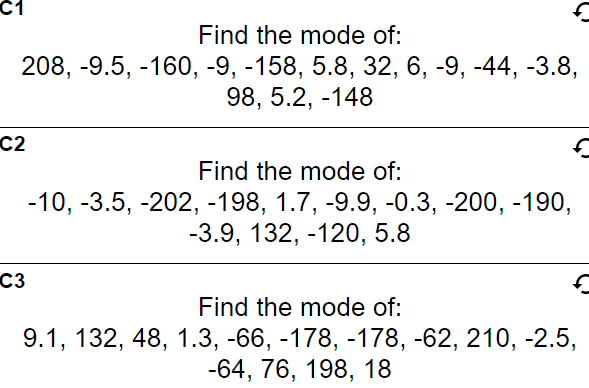 C1
Find the mode of:
208, -9.5, -160, -9, -158, 5.8, 32, 6, -9, -44, -3.8,
98, 5.2, -148
C2
Find the mode of:
-10, -3.5, -202, -198, 1.7, -9.9, -0.3, -200, -190,
-3.9, 132, -120, 5.8
C3
Find the mode of:
9.1, 132, 48, 1.3, -66, -178, -178, -62, 210, -2.5,
-64, 76, 198, 18